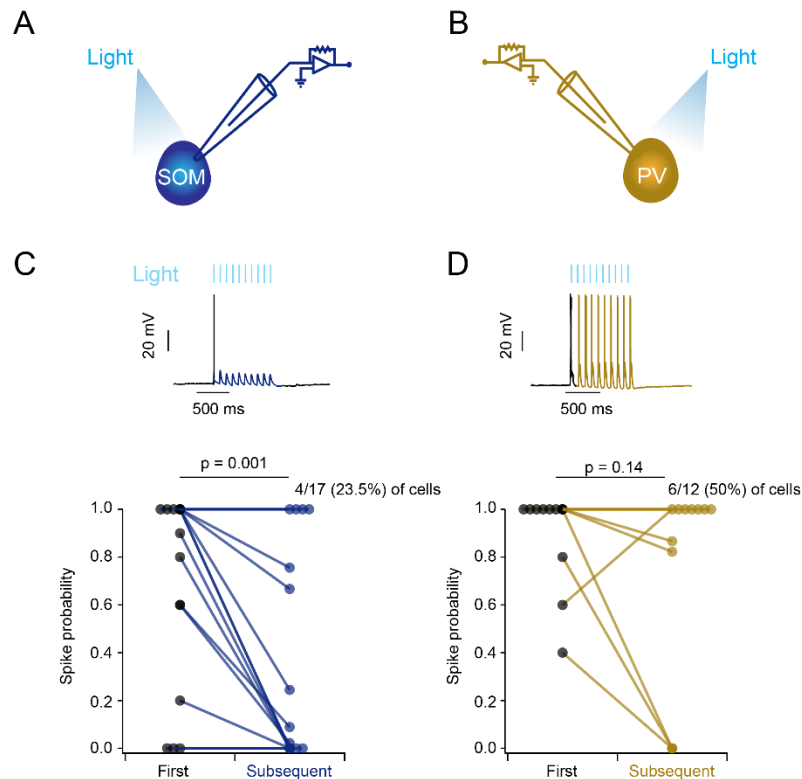 A
Light
SOM
B
Light
PV
C
Light
20 mV
500 ms
D
20 mV
500 ms
p = 0.001
4/17 (23.5%) of cells
1.0
0.8
0.6
0.4
0.2
0.0
Spike probability
First
Subsequent
p = 0.14
6/12 (50%) of cells
1.0
0.8
0.6
0.4
0.2
0.0
Spike probability
First
Subsequent